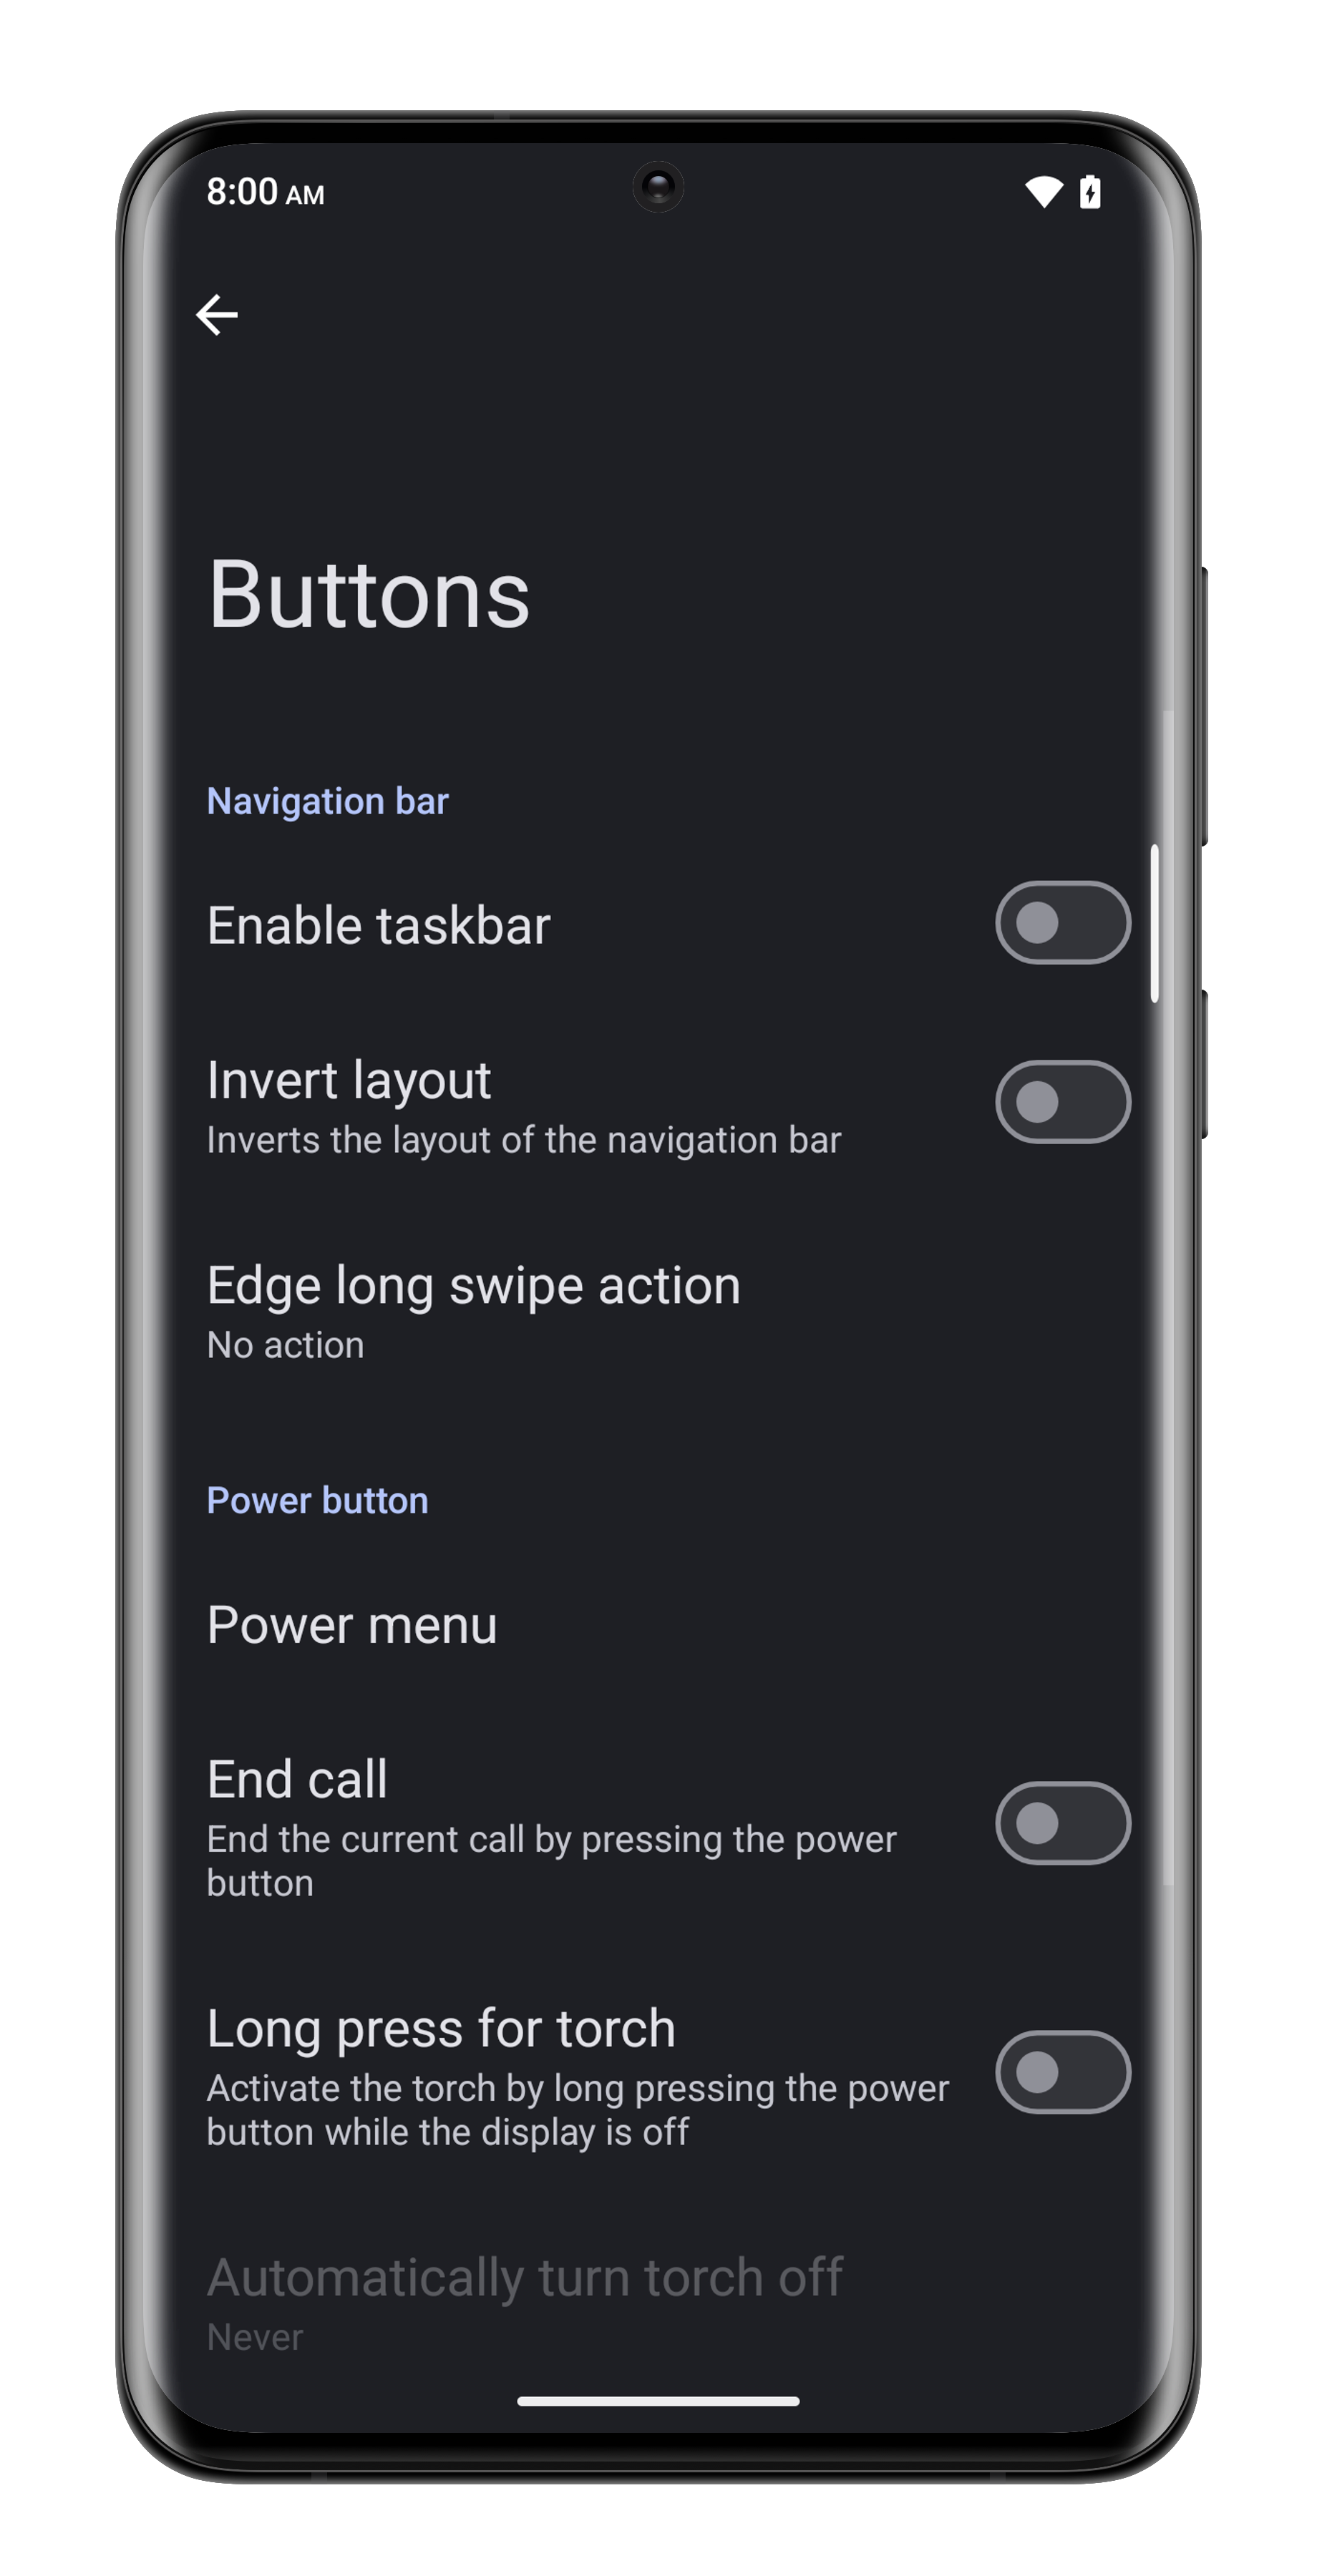 8:00 AM
Buttons
Navigation bar
Enable taskbar
Invert layout
Inverts the layout of the navigation bar
Edge long swipe action
No action
Power button
Power menu
End call
End the current call by pressing the power
button
Long press for torch
Activate the torch by long pressing the power
button while the display is off
Automatically turn torch off
Never